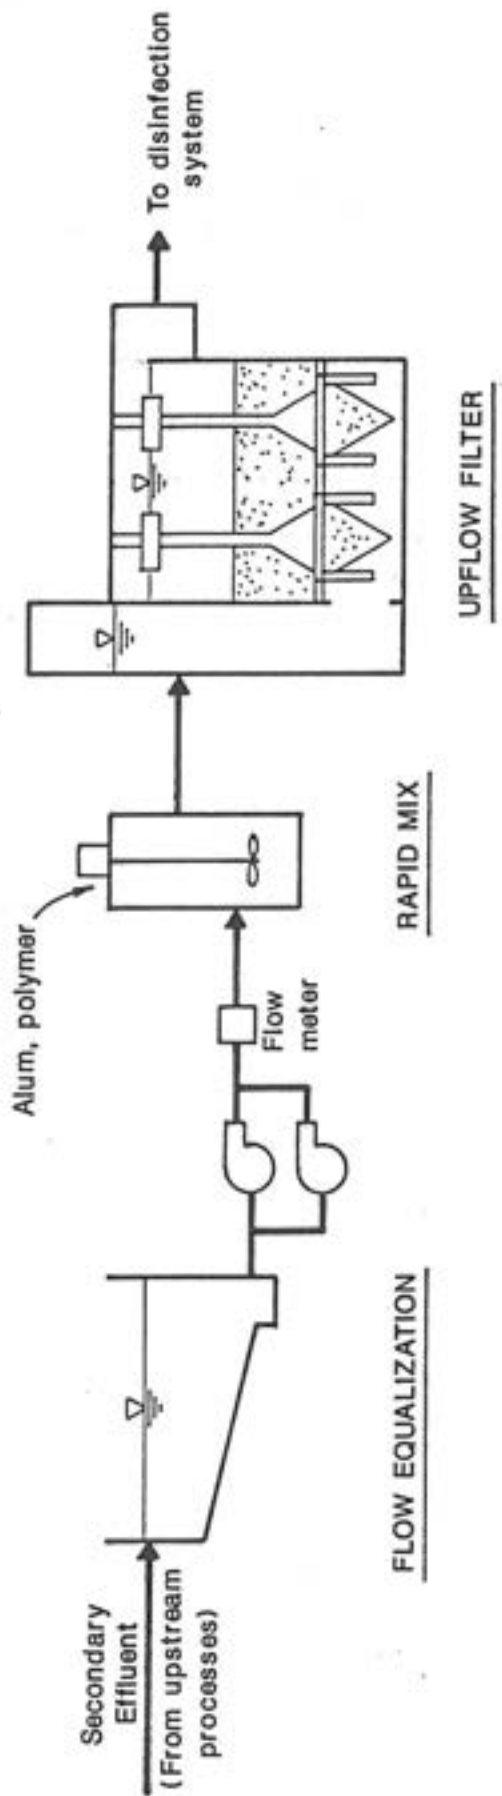 Secondary
Effluent
(From upstream
processes)
FLOW EQUALIZATION
Alum, polymer
Flow
meter
RAPID MIX
UPFLOW FILTER
To disinfection
system